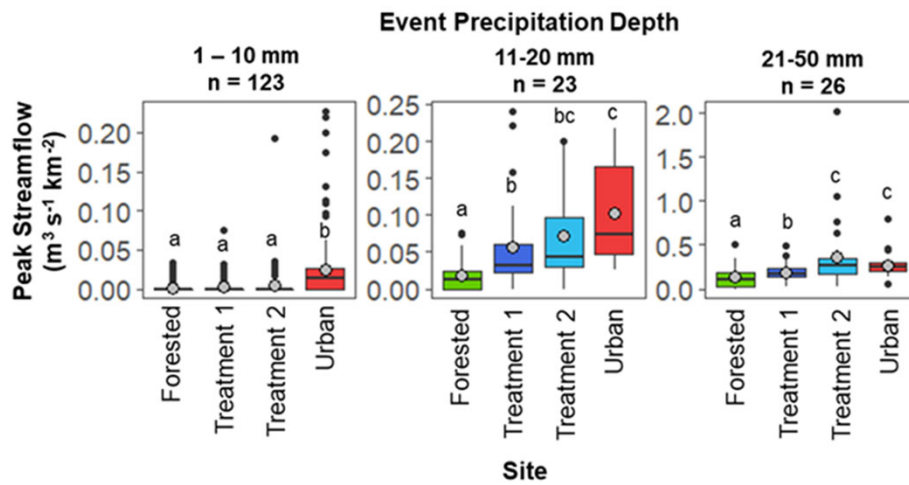 Event Precipitation Depth
1 – 10 mm
n = 123
11-20 mm
n = 23
21-50 mm
n = 26
Peak Streamflow
(m³ s⁻¹ km⁻²)
0.20
0.15
0.10
0.05
0.00
a
a
a
b
0.25
0.20
0.15
0.10
0.05
0.00
a
b
bc
c
2.0
1.5
1.0
0.5
0.0
a
b
c
c
Forested
Treatment 1
Treatment 2
Urban
Forested
Treatment 1
Treatment 2
Urban
Forested
Treatment 1
Treatment 2
Urban
Site